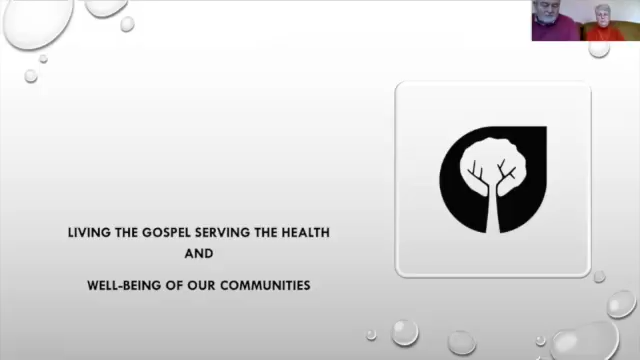 LIVING THE GOSPEL SERVING THE HEALTH
AND
WELL-BEING OF OUR COMMUNITIES